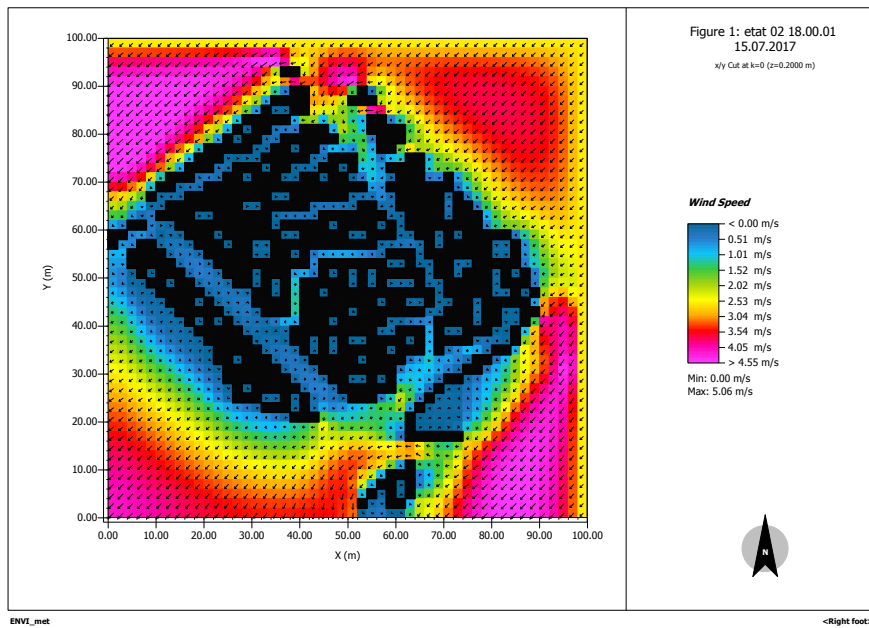 Figure 1: etat 02 18.00.01
15.07.2017
x/y Cut at k=0 (z=0.2000 m)
Wind Speed
< 0.00 m/s
0.51 m/s
1.01 m/s
1.52 m/s
2.02 m/s
2.53 m/s
3.04 m/s
3.54 m/s
4.05 m/s
> 4.55 m/s
Min: 0.00 m/s
Max: 5.06 m/s
N
Y (m)
100.00
90.00
80.00
70.00
60.00
50.00
40.00
30.00
20.00
10.00
0.00
0.00 10.00 20.00 30.00 40.00 50.00 60.00 70.00 80.00 90.00 100.00
X (m)
ENVI_met
<Right foot: